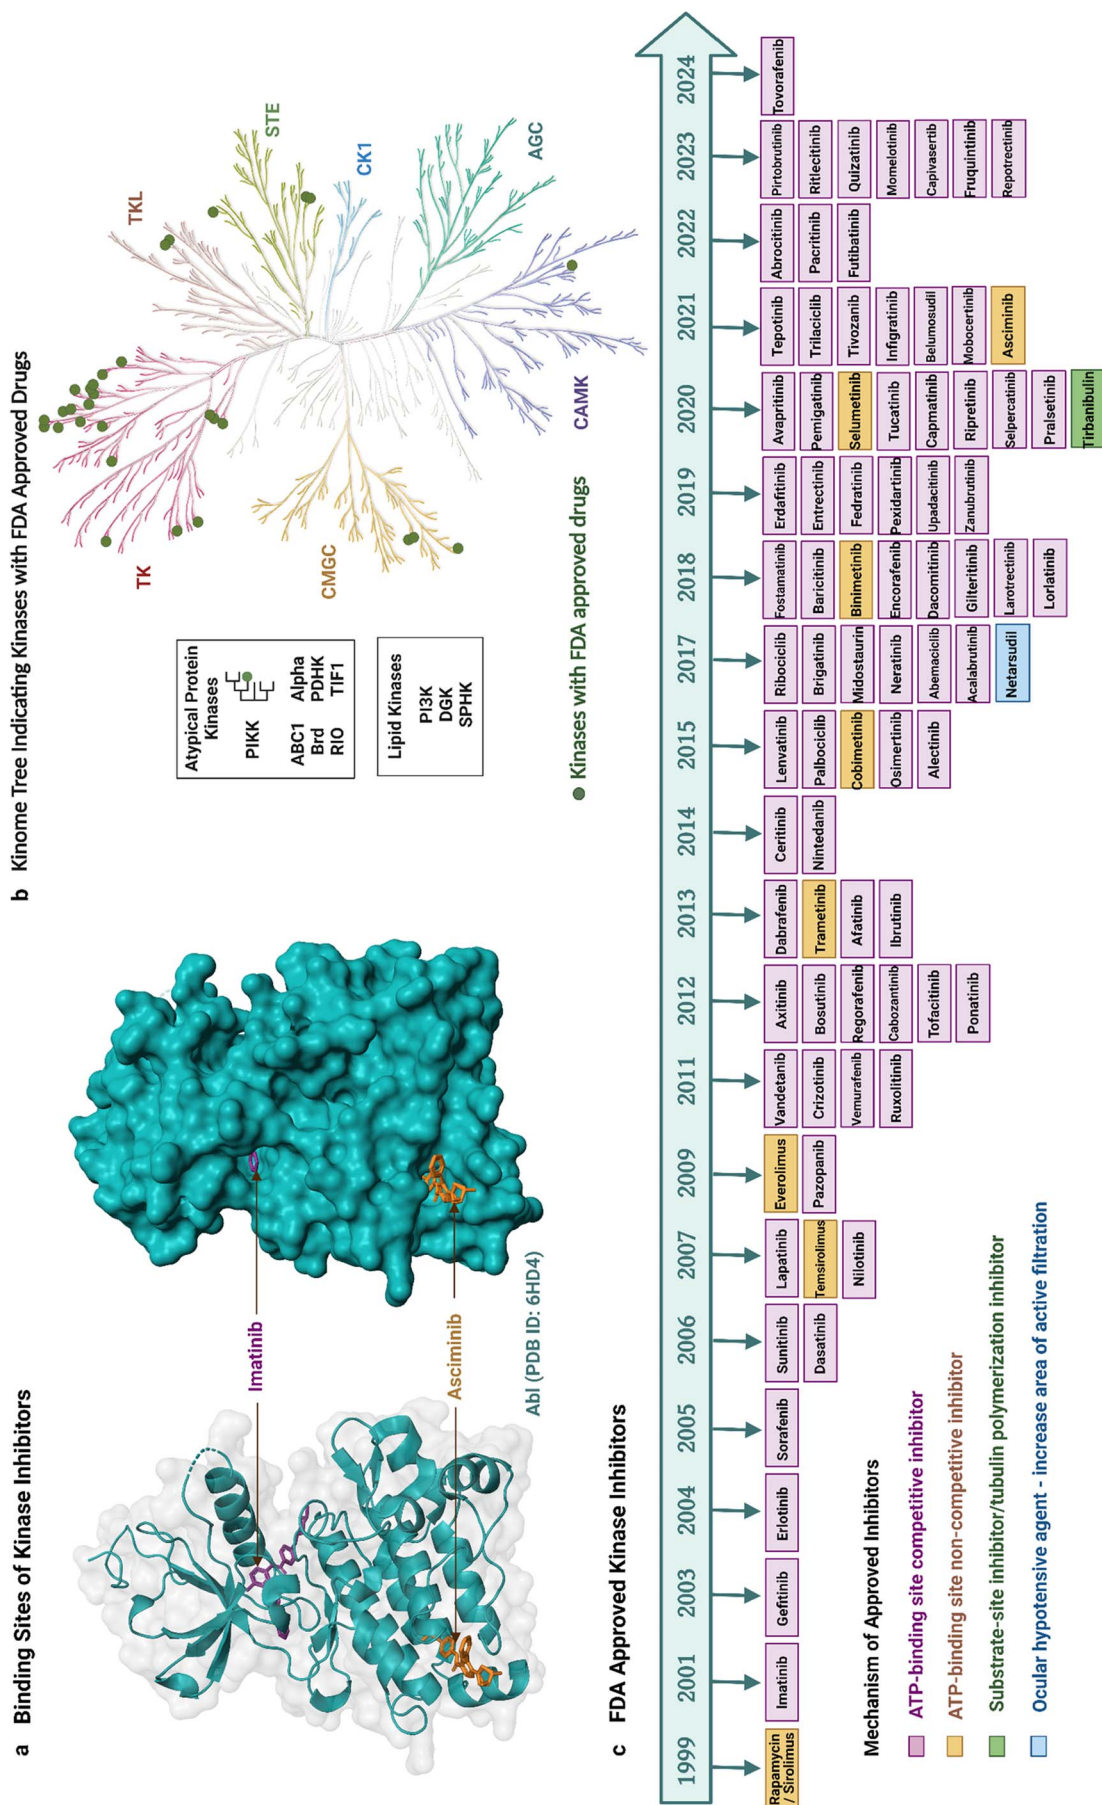 a Binding Sites of Kinase Inhibitors
Imatinib
Asciminib
Abl (PDB ID: 6HD4)
b Kinome Tree Indicating Kinases with FDA Approved Drugs
Atypical Protein
Kinases
PIKK
ABC1 Alpha
Brd PDHK
RIO TIF1
Lipid Kinases
PI3K
DGK
SPHK
TK
TKL
STE
CK1
AGC
CAMK
CMGC
Kinases with FDA approved drugs
c FDA Approved Kinase Inhibitors
1999
Rapamycin
/ Sirolimus
2001
Imatinib
2003
Gefitinib
2004
Erlotinib
2005
Sorafenib
2006
Sunitinib
Dasatinib
2007
Lapatinib
Temsirolimus
Nilotinib
2009
Everolimus
Pazopanib
2011
Vandetanib
Crizotinib
Vemurafenib
Ruxolitinib
2012
Axitinib
Bosutinib
Regorafenib
Cabozantinib
Tofacitinib
Ponatinib
2013
Dabrafenib
Trametinib
Afatinib
Ibrutinib
2014
Ceritinib
Nintedanib
2015
Lenvatinib
Palbociclib
Cobimetinib
Osimertinib
Alectinib
2017
Ribociclib
Brigatinib
Midostaurin
Neratinib
Abemaciclib
Acalabrutinib
Netarsudil
2018
Fostamatinib
Baricitinib
Binimetinib
Encorafenib
Dacomitinib
Gilteritinib
Larotrectinib
Lorlatinib
2019
Erdafitinib
Entrectinib
Fedratinib
Pexidartinib
Upadacitinib
Zanubrutinib
2020
Avapritinib
Pemigatinib
Selumetinib
Tucatinib
Capmatinib
Ripretinib
Selpercatinib
Pralsetinib
Tirbanibulin
2021
Tepotinib
Trilaciclib
Tivozanib
Infigratinib
Belumosudil
Mobocertinib
Asciminib
2022
Abrocitinib
Pacritinib
Futibatinib
2023
Pirtobrutinib
Ritlecitinib
Quizatinib
Momelotinib
Capivasertib
Fruquintinib
Repotrectinib
2024
Tovorafenib
Mechanism of Approved Inhibitors
ATP-binding site competitive inhibitor
ATP-binding site non-competitive inhibitor
Substrate-site inhibitor/tubulin polymerization inhibitor
Ocular hypotensive agent - increase area of active filtration